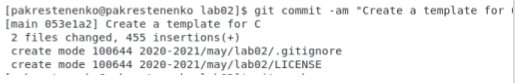 [pakrestenenko@pakrestenenko lab02]$ git commit -am "Create a template for
[main 053e1a2] Create a template for C
 2 files changed, 455 insertions(+)
 create mode 100644 2020-2021/may/lab02/.gitignore
 create mode 100644 2020-2021/may/lab02/LICENSE